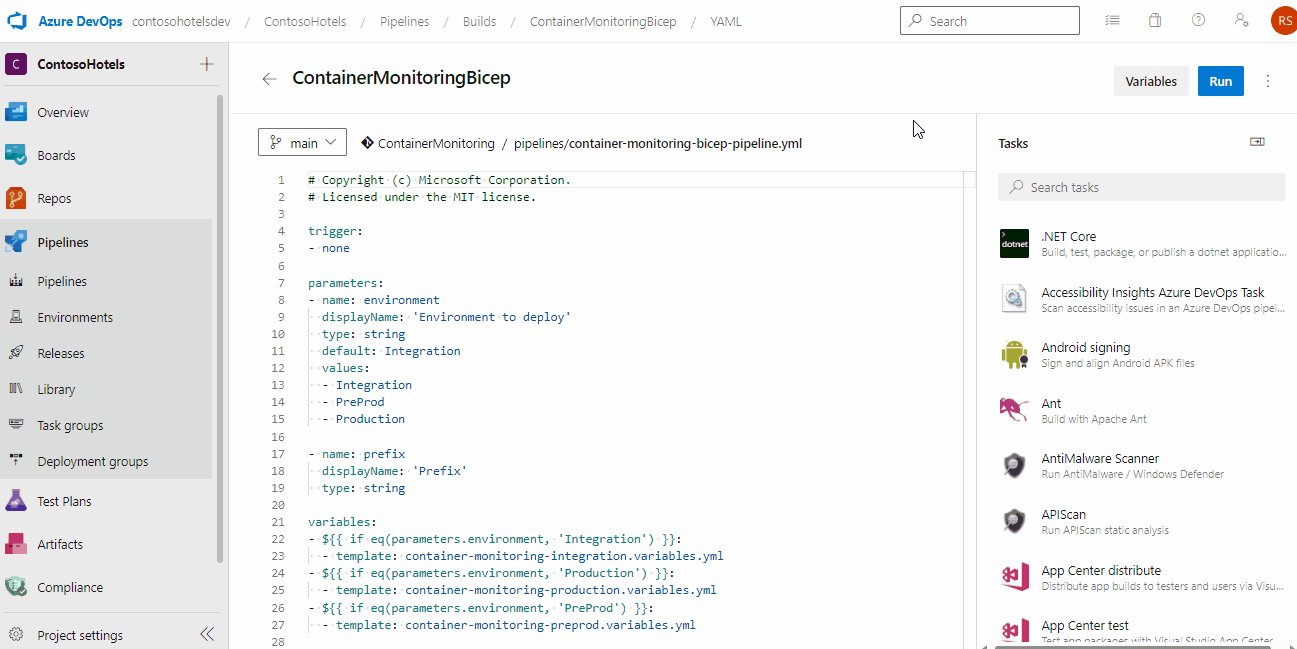 Azure DevOps contosohotelsdev / ContosoHotels / Pipelines / Builds / ContainerMonitoringBicep / YAML
Search
RS
C ContosoHotels
Overview
Boards
Repos
Pipelines
Pipelines
Environments
Releases
Library
Task groups
Deployment groups
Test Plans
Artifacts
Compliance
Project settings
ContainerMonitoringBicep
Variables
Run
main
ContainerMonitoring / pipelines/container-monitoring-bicep-pipeline.yml
1 # Copyright (c) Microsoft Corporation.
2 # Licensed under the MIT license.
3
4 trigger:
5 - none
6
7 parameters:
8 - name: environment
9 displayName: 'Environment to deploy'
10 type: string
11 default: Integration
12 values:
13 - Integration
14 - PreProd
15 - Production
16
17 - name: prefix
18 displayName: 'Prefix'
19 type: string
20
21 variables:
22 - ${{ if eq(parameters.environment, 'Integration') }}:
23 - template: container-monitoring-integration.variables.yml
24 - ${{ if eq(parameters.environment, 'Production') }}:
25 - template: container-monitoring-production.variables.yml
26 - ${{ if eq(parameters.environment, 'PreProd') }}:
27 - template: container-monitoring-preprod.variables.yml
28
Tasks
Search tasks
dotnet
.NET Core
Build, test, package, or publish a dotnet applicatio...
Accessibility Insights Azure DevOps Task
Scan accessibility issues in an Azure DevOps pipel...
Android signing
Sign and align Android APK files
Ant
Build with Apache Ant
AntiMalware Scanner
Run AntiMalware / Windows Defender
APIScan
Run APIScan static analysis
App Center distribute
Distribute app builds to testers and users via Visu...
App Center test
Test app packages with Visual Studio App Center